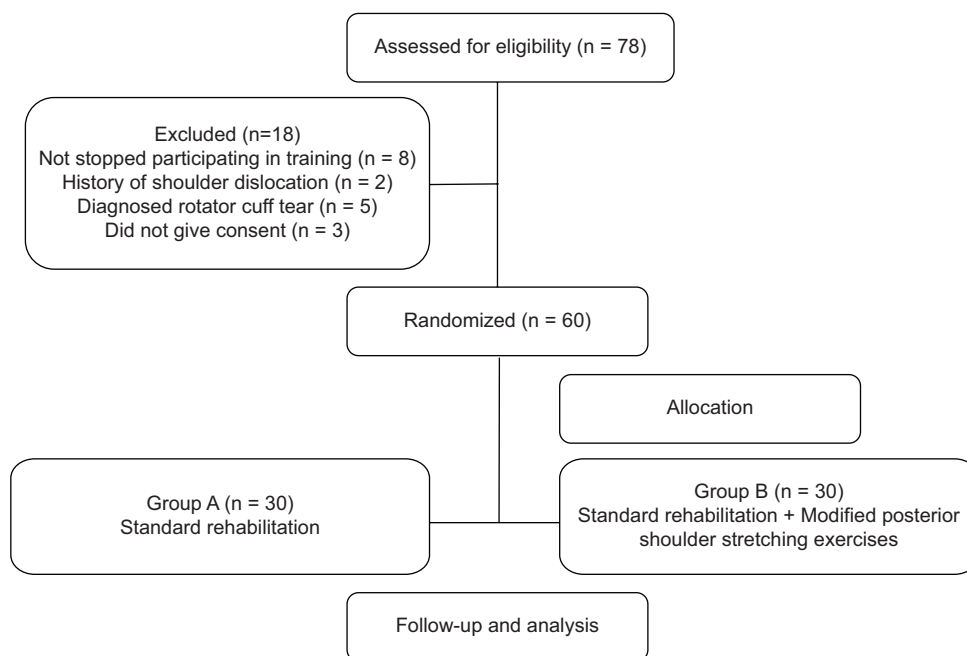 Assessed for eligibility (n = 78)
Excluded (n=18)
Not stopped participating in training (n = 8)
History of shoulder dislocation (n = 2)
Diagnosed rotator cuff tear (n = 5)
Did not give consent (n = 3)
Randomized (n = 60)
Allocation
Group A (n = 30)
Standard rehabilitation
Group B (n = 30)
Standard rehabilitation + Modified posterior
shoulder stretching exercises
Follow-up and analysis